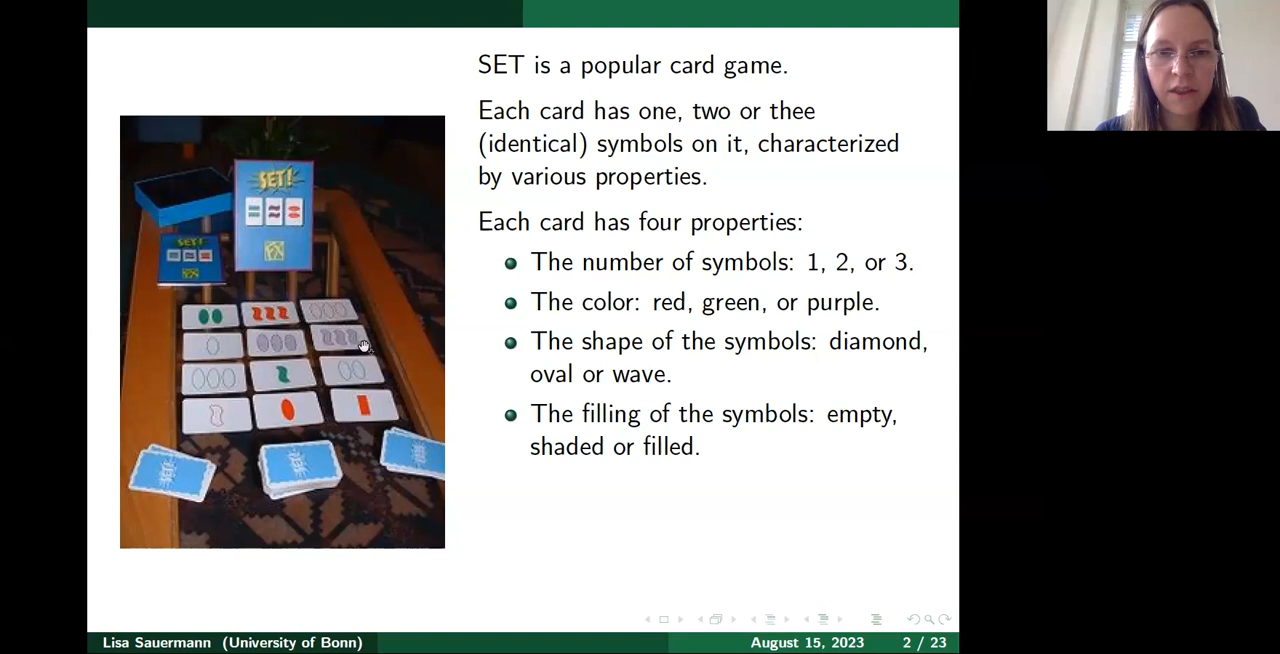 SET is a popular card game.
Each card has one, two or thee
(identical) symbols on it, characterized
by various properties.
Each card has four properties:
The number of symbols: 1, 2, or 3.
The color: red, green, or purple.
The shape of the symbols: diamond,
oval or wave.
The filling of the symbols: empty,
shaded or filled.
SET!
SET!
SET!
Lisa Sauermann (University of Bonn)
August 15, 2023
2 / 23